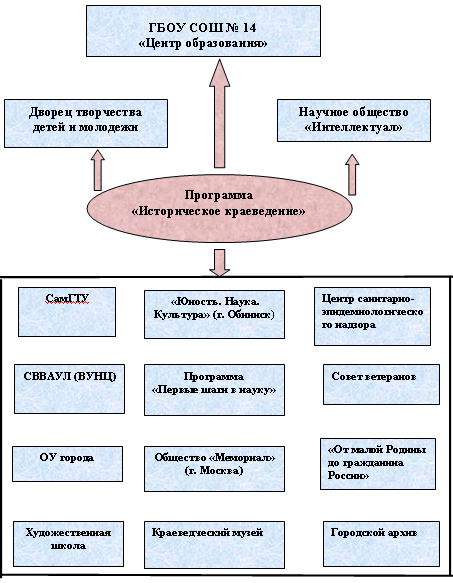 ГБОУ СОШ № 14
«Центр образования»
Дворец творчества
детей и молодежи
Научное общество
«Интеллектуал»
Программа
«Историческое краеведение»
СамГТУ
«Юность. Наука.
Культура» (г. Обнинск)
Центр санитарно-
эпидемиологическо
го надзора
СВВАУЛ (ВУНЦ)
Программа
«Первые шаги в науку»
Совет ветеранов
ОУ города
Общество «Мемориал»
(г. Москва)
«От малой Родины
до гражданина
России»
Художественная
школа
Краеведческий музей
Городской архив